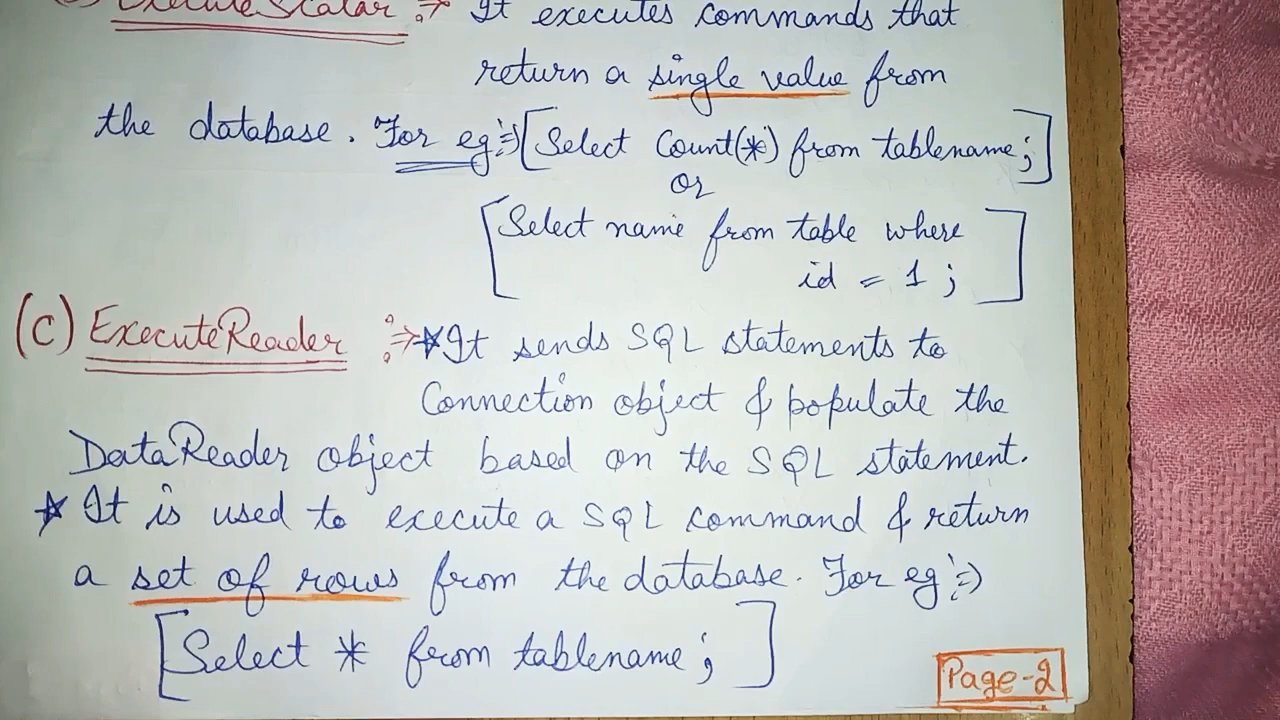 ExecuteScalar :⇒ It executes commands that
return a single value from
the database. For eg:⇒ [Select Count(*) from tablename;]
or
[Select name from table where
id = 1 ;]
(C) ExecuteReader :⇒ ★It sends SQL statements to
Connection object & populate the
DataReader object based on the SQL statement.
★ It is used to execute a SQL command & return
a set of rows from the database. For eg:⇒
[Select * from tablename;]
Page-2